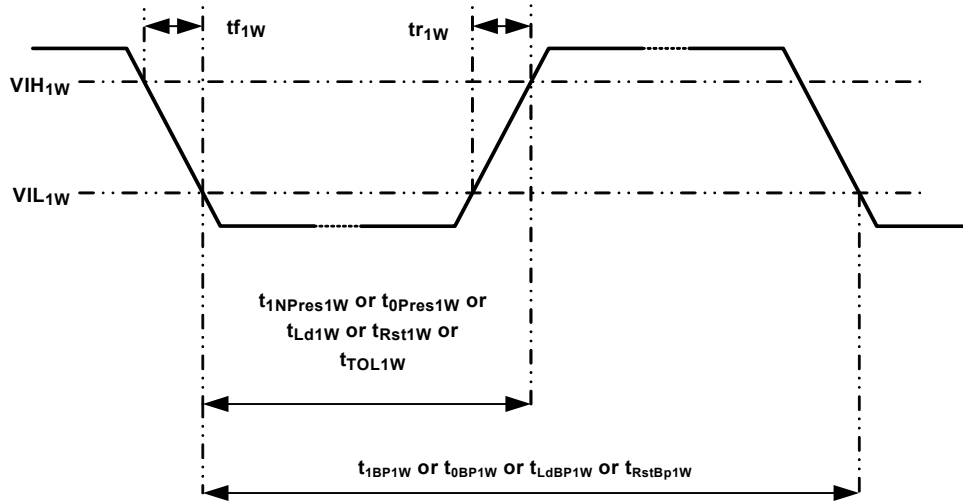 tf1W
tr1W
VIH1W
VIL1W
t1NPres1W or t0Pres1W or
tLd1W or tRst1W or
tTOL1W
t1BP1W or t0BP1W or tLdBP1W or tRstBp1W